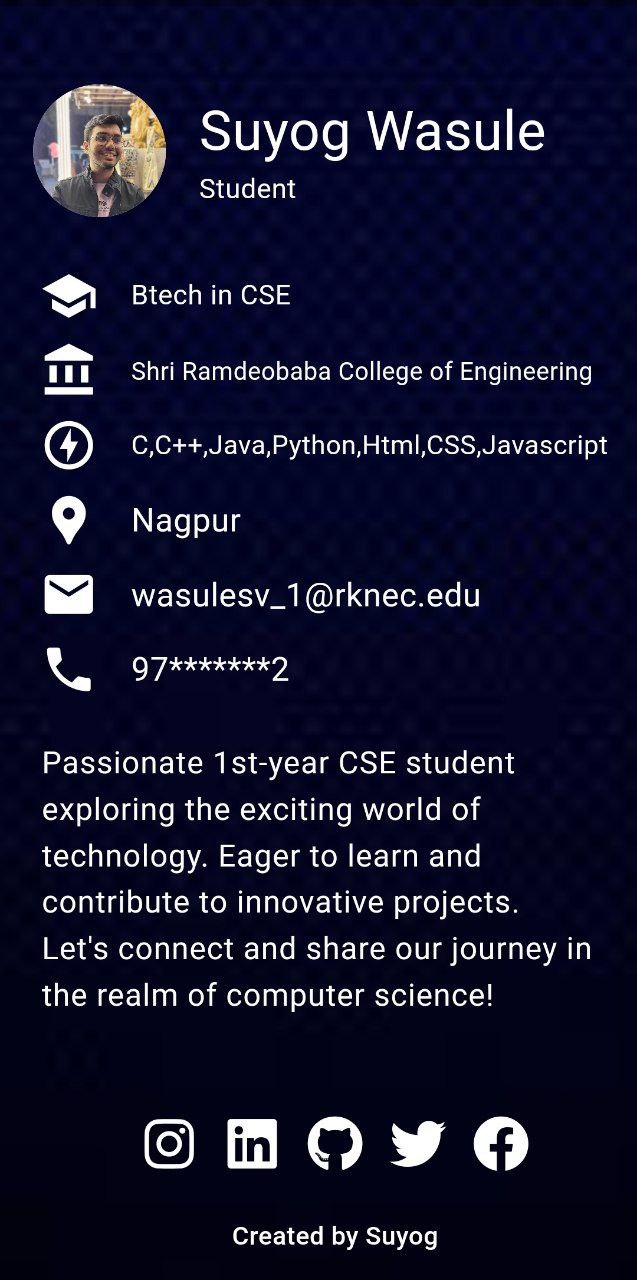 Suyog Wasule
Student
Btech in CSE
Shri Ramdeobaba College of Engineering
C,C++,Java,Python,Html,CSS,Javascript
Nagpur
wasulesv_1@rknec.edu
97*******2
Passionate 1st-year CSE student
exploring the exciting world of
technology. Eager to learn and
contribute to innovative projects.
Let's connect and share our journey in
the realm of computer science!
in
Created by Suyog